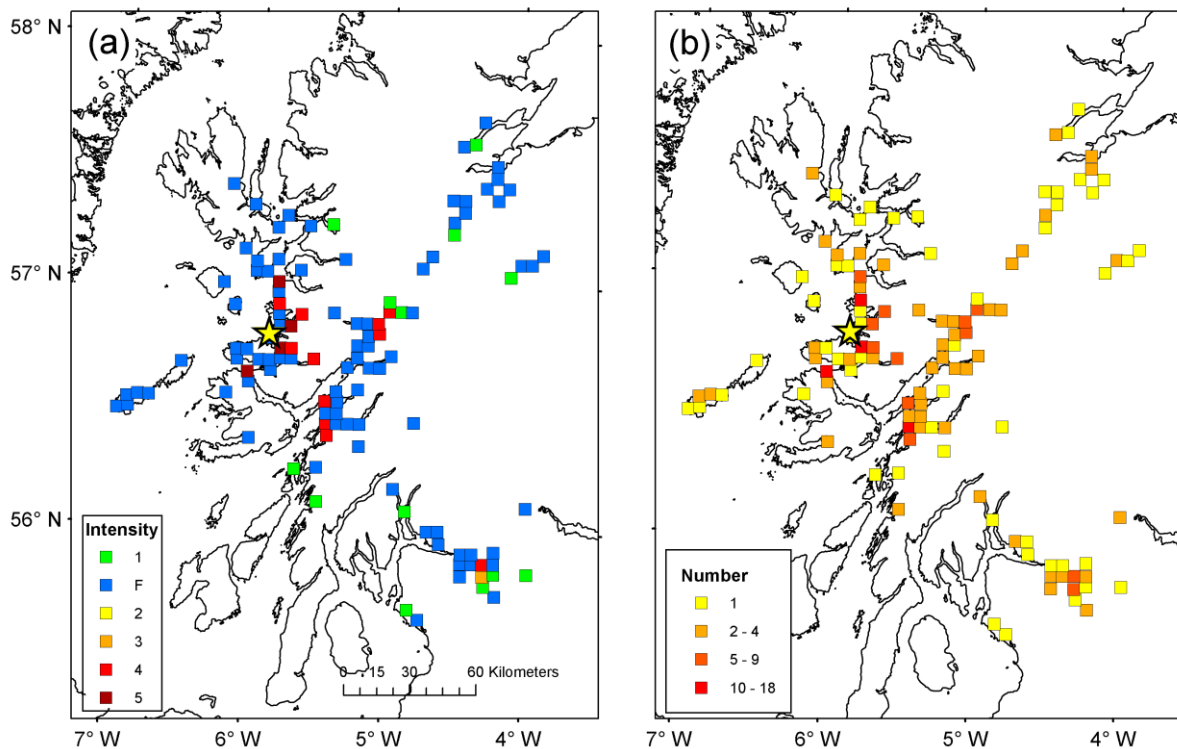 58° N
(a)
(b)
57° N
56° N
Intensity
1
F
2
3
4
5
0 15 30 60 Kilometers
Number
1
2 - 4
5 - 9
10 - 18
7° W 6° W 5° W 4° W
7° W 6° W 5° W 4° W